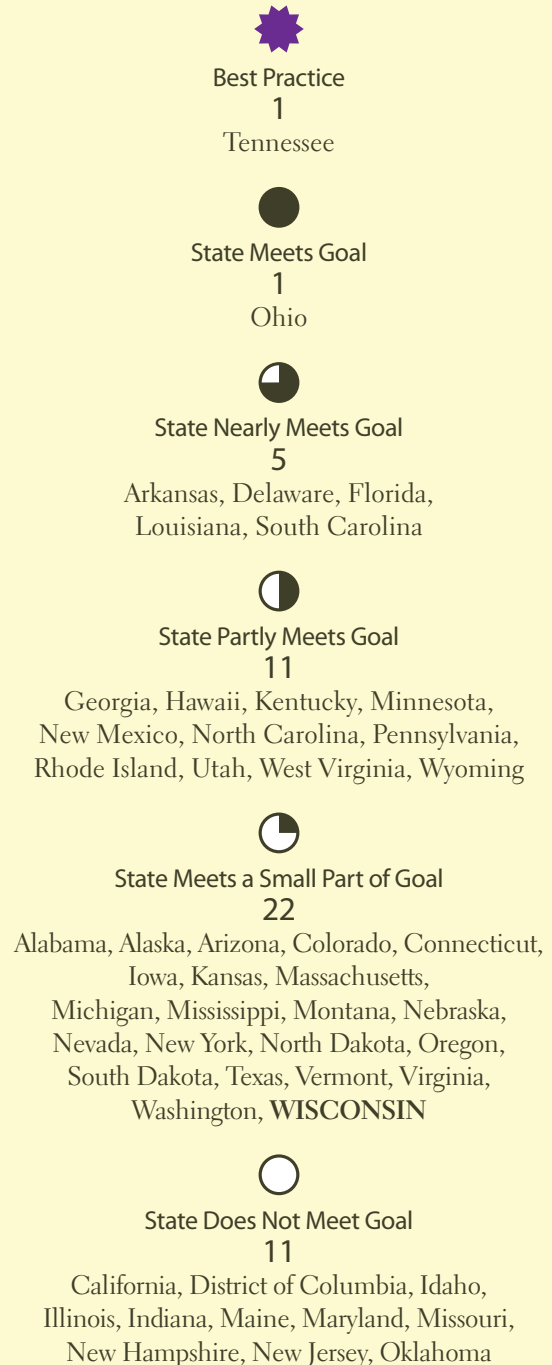 Best Practice
1
Tennessee
State Meets Goal
1
Ohio
State Nearly Meets Goal
5
Arkansas, Delaware, Florida,
Louisiana, South Carolina
State Partly Meets Goal
11
Georgia, Hawaii, Kentucky, Minnesota,
New Mexico, North Carolina, Pennsylvania,
Rhode Island, Utah, West Virginia, Wyoming
State Meets a Small Part of Goal
22
Alabama, Alaska, Arizona, Colorado, Connecticut,
Iowa, Kansas, Massachusetts,
Michigan, Mississippi, Montana, Nebraska,
Nevada, New York, North Dakota, Oregon,
South Dakota, Texas, Vermont, Virginia,
Washington, WISCONSIN
State Does Not Meet Goal
11
California, District of Columbia, Idaho,
Illinois, Indiana, Maine, Maryland, Missouri,
New Hampshire, New Jersey, Oklahoma